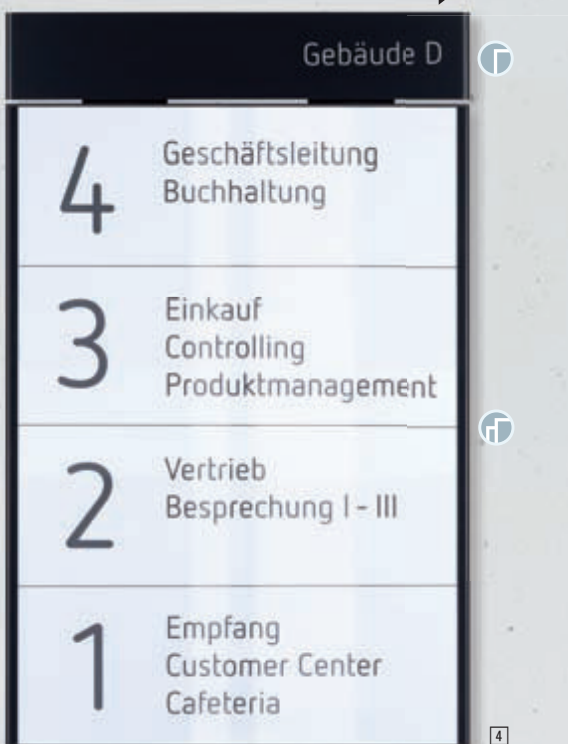 Gebäude D
4
Geschäftsleitung
Buchhaltung
3
Einkauf
Controlling
Produktmanagement
2
Vertrieb
Besprechung I - III
1
Empfang
Customer Center
Cafeteria
4